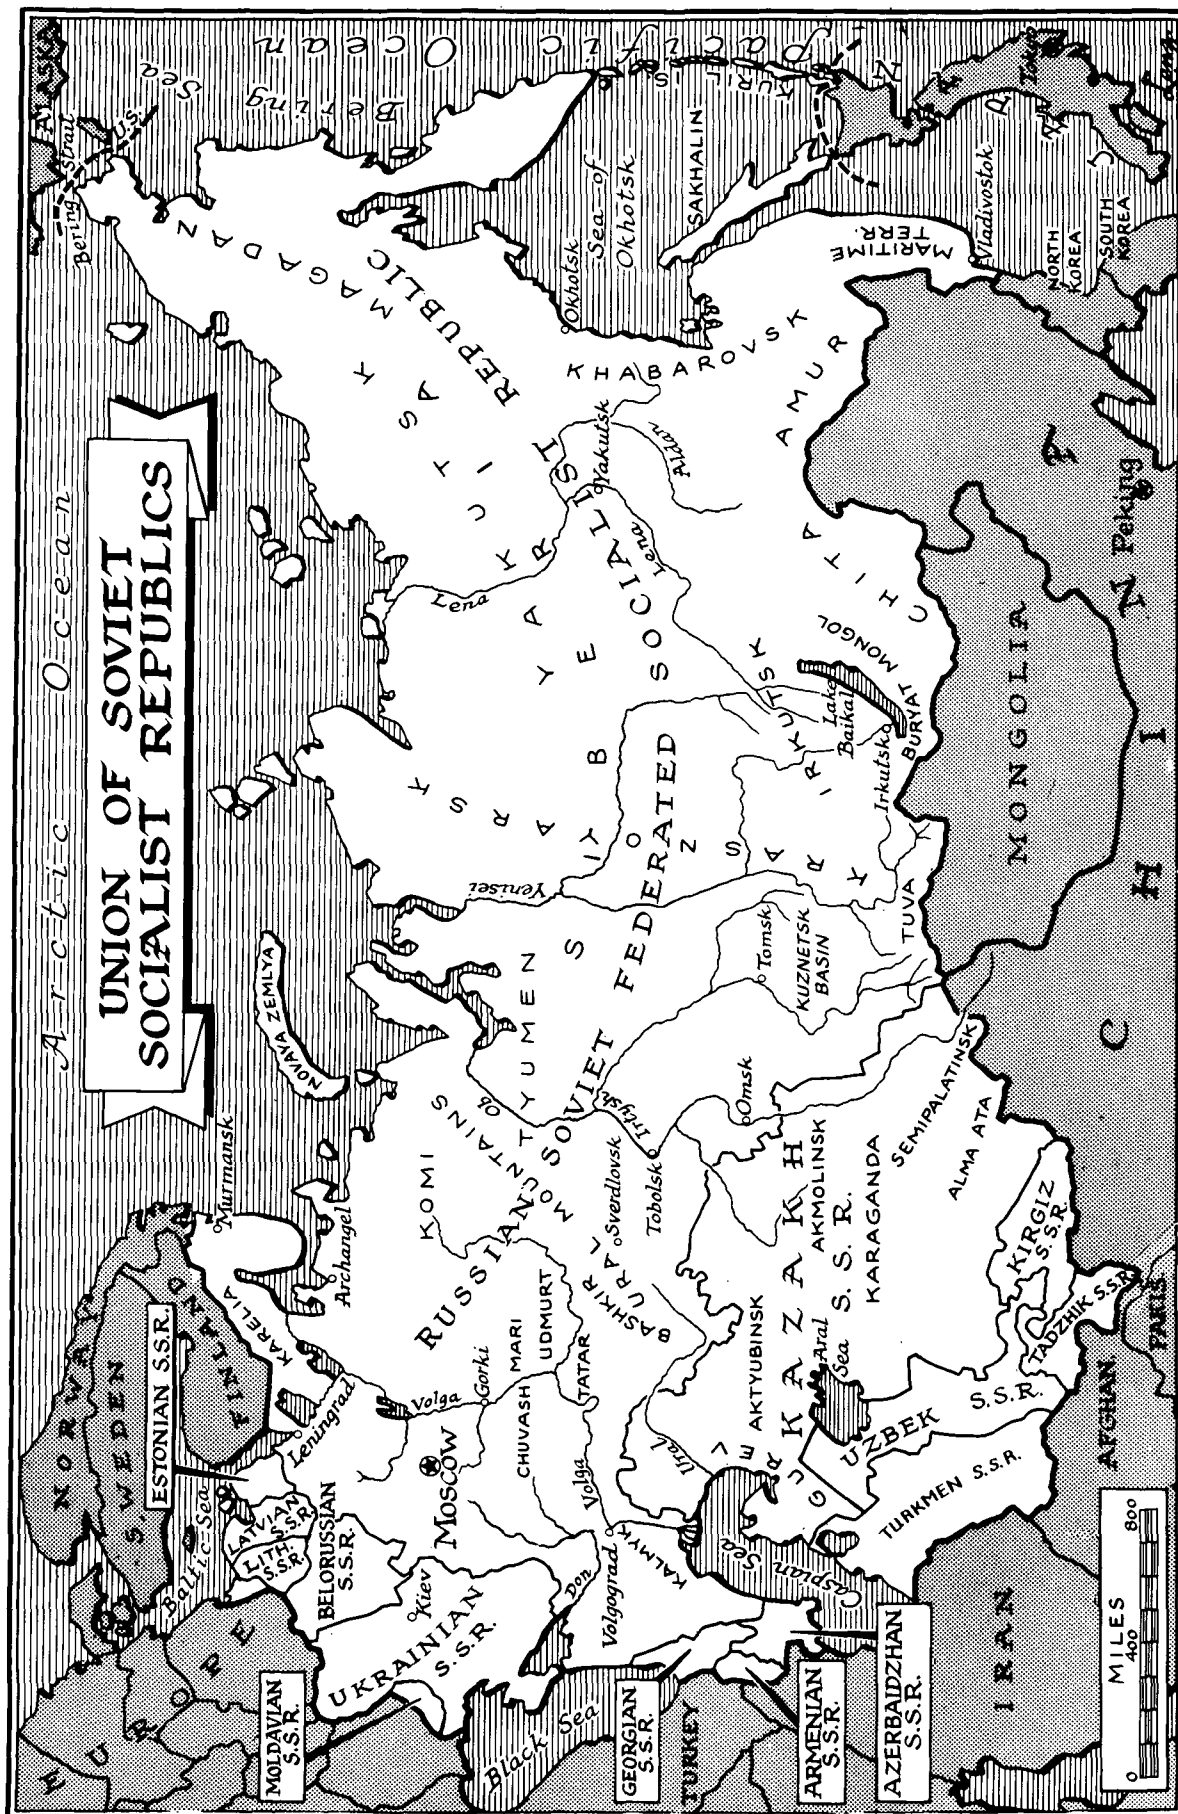 UNION OF SOVIET
SOCIALIST REPUBLICS
Arctic Ocean
ALASKA
Bering Strait
U.S.
Bering Sea
Pacific Ocean
NORWAY
SWEDEN
FINLAND
EUROPE
Baltic Sea
ESTONIAN S.S.R.
LATVIAN
S.S.R.
LITH.
S.S.R.
BELORUSSIAN
S.S.R.
UKRAINIAN
S.S.R.
Kiev
MOLDAVIAN
S.S.R.
Black Sea
GEORGIAN
S.S.R.
TURKEY
ARMENIAN
S.S.R.
AZERBAIDZHAN
S.S.R.
IRAN
Caspian
Sea
MILES
0 400 800
Murmansk
KARELIA
Leningrad
Archangel
NOVAYA ZEMLYA
KOMI
Volga
Gorki
MOSCOW
CHUVASH
MARI
UDMURT
TATAR
BASHKIR
URAL MOUNTAINS
Don
Volga
Volgograd
KALMYK
Ural
GUREL
AKTYUBINSK
Sverdlovsk
Tobolsk
Irtysh
Ob
TYUMEN
Omsk
Tomsk
KUZNETSK
BASIN
RUSSIAN SOVIET FEDERATED SOCIALIST REPUBLIC
SIBYEAYA
KRASNOYARSK
Yenisei
Lena
Lena
YAKUTSK
Yakutsk
Aldan
MAGADAN
Okhotsk
Sea of
Okhotsk
SAKHALIN
KURIL IS.
KHABAROVSK
AMUR
MARITIME
TERR.
Vladivostok
CHITA
BURYAT MONGOL
Lake
Baikal
IRKUTSK
Irkutsk
TUVA
KAZAKH
S. S. R.
AKMOLINSK
KARAGANDA
SEMIPALATINSK
ALMA ATA
Aral
Sea
UZBEK S.S.R.
TURKMEN S.S.R.
KIRGIZ
S.S.R.
TADZHIK S.S.R.
AFGHAN
PAKIS
MONGOLIA
CHINA
Peking
NORTH
KOREA
SOUTH
KOREA
JAPAN
Tokyo